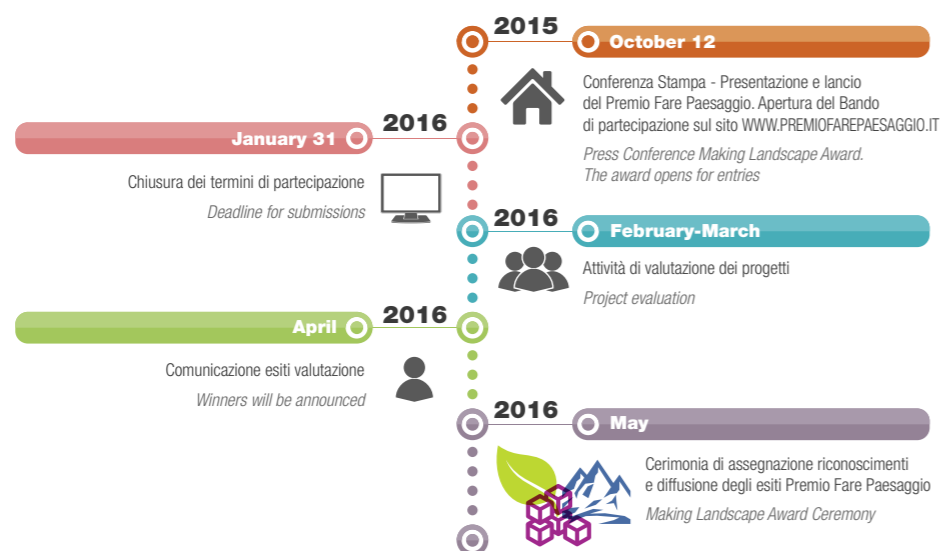 2015
October 12
Conferenza Stampa - Presentazione e lancio
del Premio Fare Paesaggio. Apertura del Bando
di partecipazione sul sito WWW.PREMIOFAREPAESAGGIO.IT
Press Conference Making Landscape Award.
The award opens for entries
2016
January 31
Chiusura dei termini di partecipazione
Deadline for submissions
2016
February-March
Attività di valutazione dei progetti
Project evaluation
2016
April
Comunicazione esiti valutazione
Winners will be announced
2016
May
Cerimonia di assegnazione riconoscimenti
e diffusione degli esiti Premio Fare Paesaggio
Making Landscape Award Ceremony